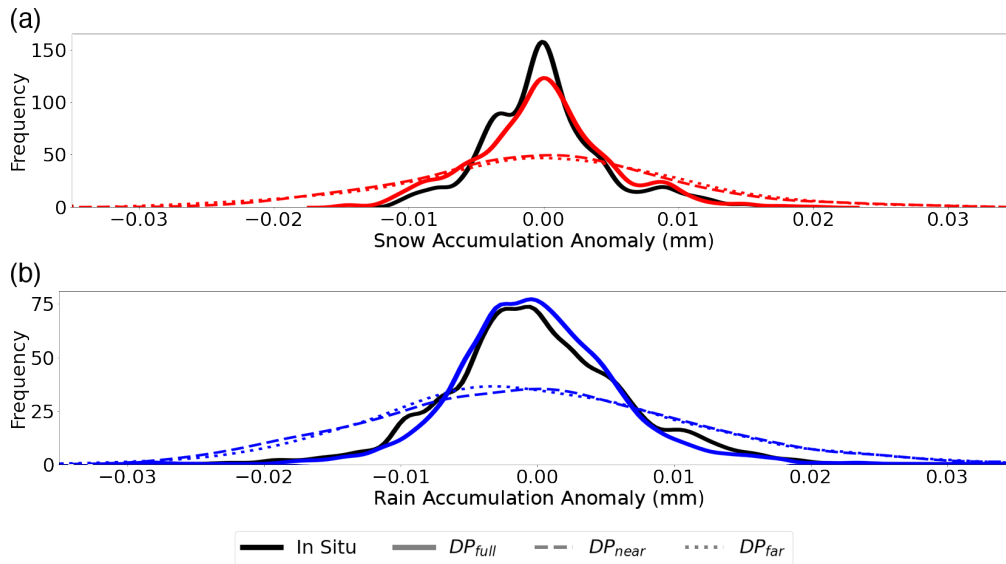 (a)
Frequency
150
100
50
0
−0.03 −0.02 −0.01 0.00 0.01 0.02 0.03
Snow Accumulation Anomaly (mm)
(b)
Frequency
75
50
25
0
−0.03 −0.02 −0.01 0.00 0.01 0.02 0.03
Rain Accumulation Anomaly (mm)
In Situ DPfull DPnear DPfar